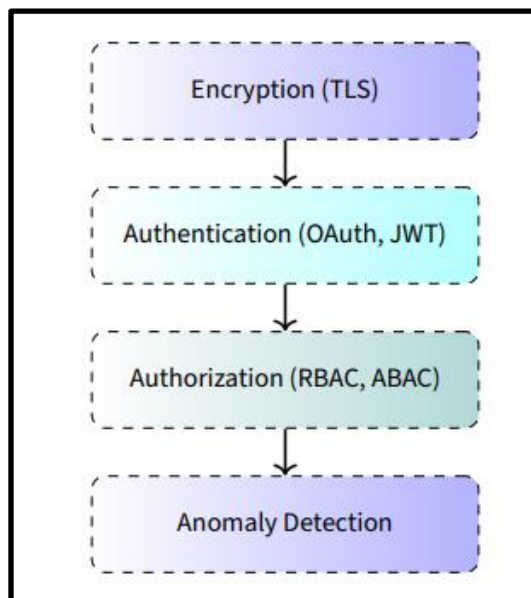 Encryption (TLS)
Authentication (OAuth, JWT)
Authorization (RBAC, ABAC)
Anomaly Detection